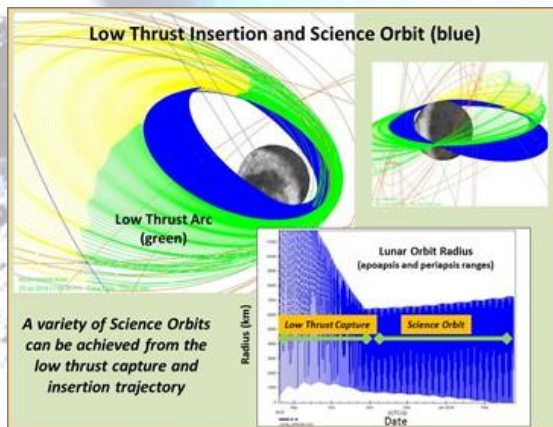 Low Thrust Insertion and Science Orbit (blue)
Low Thrust Arc
(green)
Lunar Orbit Radius
(apoapsis and periapsis ranges)
Low Thrust Capture
Science Orbit
Radius (km)
Date
A variety of Science Orbits
can be achieved from the
low thrust capture and
insertion trajectory